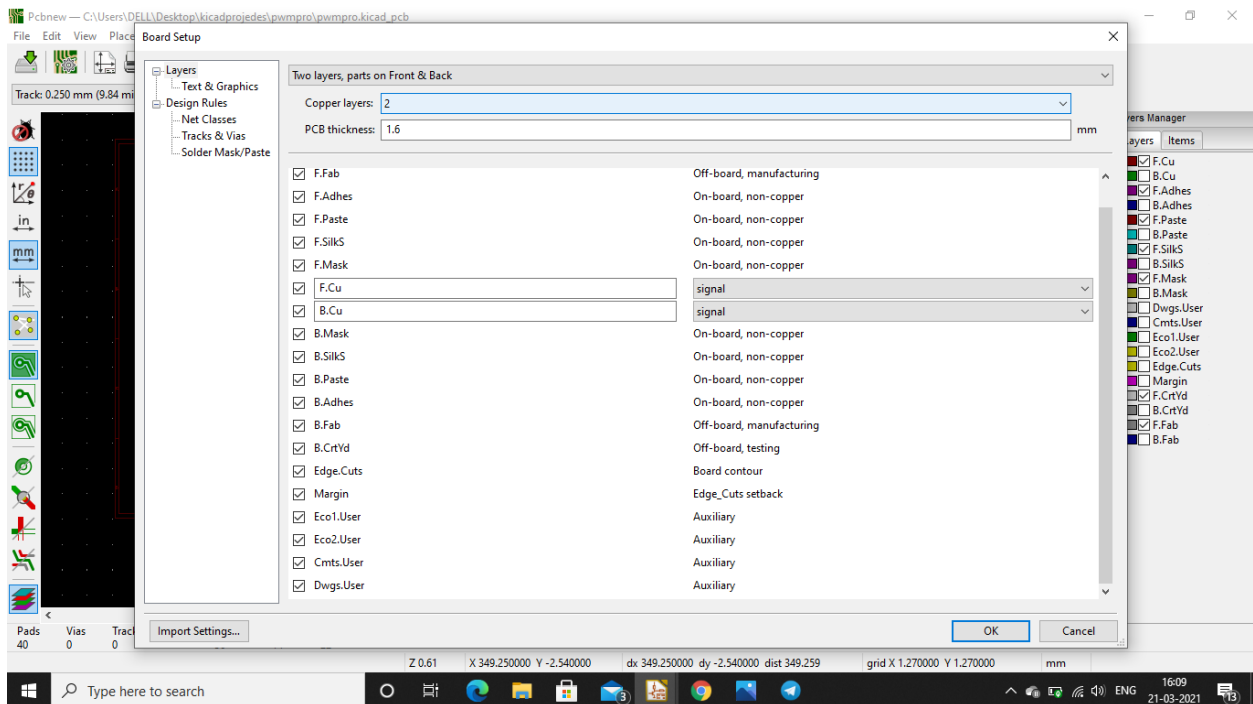 Pcbnew — C:\Users\DELL\Desktop\kicadprojedes\pwmpro\pwmpro.kicad_pcb
File Edit View Place
Board Setup
Track: 0.250 mm (9.84 mi
in
mm
Layers
Text & Graphics
Design Rules
Net Classes
Tracks & Vias
Solder Mask/Paste
Two layers, parts on Front & Back
Copper layers: 2
PCB thickness: 1.6 mm
F.Fab Off-board, manufacturing
F.Adhes On-board, non-copper
F.Paste On-board, non-copper
F.SilkS On-board, non-copper
F.Mask On-board, non-copper
F.Cu signal
B.Cu signal
B.Mask On-board, non-copper
B.SilkS On-board, non-copper
B.Paste On-board, non-copper
B.Adhes On-board, non-copper
B.Fab Off-board, manufacturing
B.CrtYd Off-board, testing
Edge.Cuts Board contour
Margin Edge_Cuts setback
Eco1.User Auxiliary
Eco2.User Auxiliary
Cmts.User Auxiliary
Dwgs.User Auxiliary
Import Settings... OK Cancel
yers Manager
ayers Items
F.Cu
B.Cu
F.Adhes
B.Adhes
F.Paste
B.Paste
F.SilkS
B.SilkS
F.Mask
B.Mask
Dwgs.User
Cmts.User
Eco1.User
Eco2.User
Edge.Cuts
Margin
F.CrtYd
B.CrtYd
F.Fab
B.Fab
Pads Vias Trac
40 0 0
Z 0.61 X 349.250000 Y -2.540000 dx 349.250000 dy -2.540000 dist 349.259 grid X 1.270000 Y 1.270000 mm
Type here to search
3
ENG
16:09
21-03-2021
13